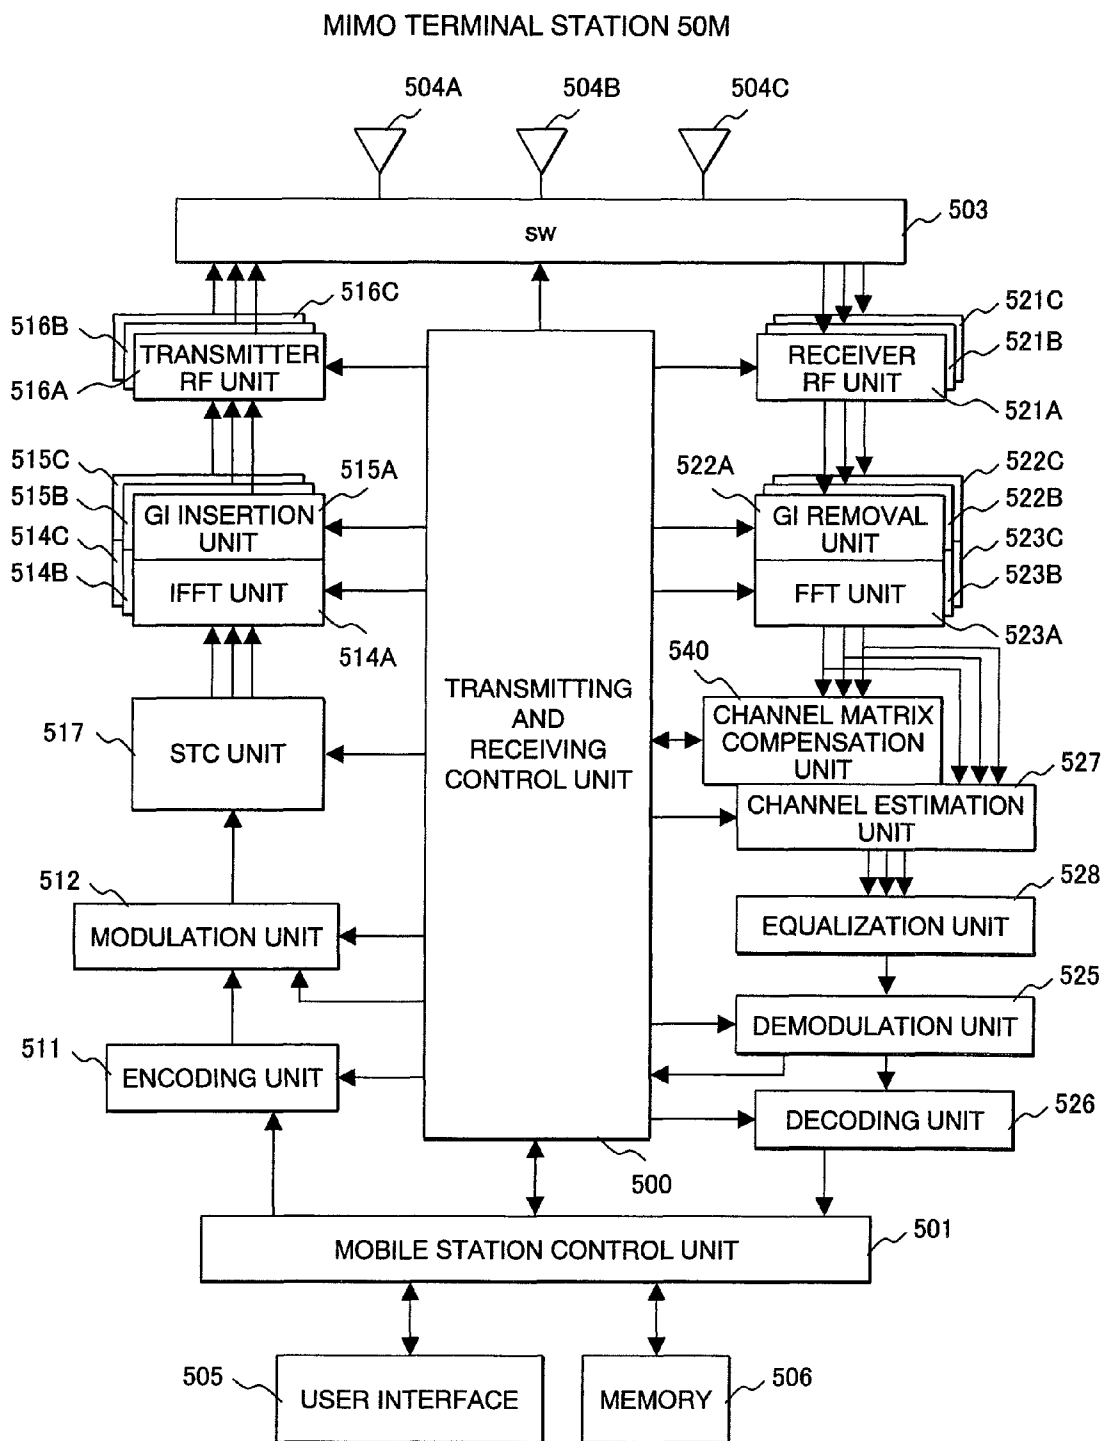 MIMO TERMINAL STATION 50M
504A
504B
504C
503
SW
516C
516B
516A
TRANSMITTER
RF UNIT
521C
521B
521A
RECEIVER
RF UNIT
515C
515B
514C
514B
515A
GI INSERTION
UNIT
IFFT UNIT
514A
522A
522C
522B
523C
523B
523A
GI REMOVAL
UNIT
FFT UNIT
517
STC UNIT
TRANSMITTING
AND
RECEIVING
CONTROL UNIT
540
CHANNEL MATRIX
COMPENSATION
UNIT
527
CHANNEL ESTIMATION
UNIT
512
MODULATION UNIT
528
EQUALIZATION UNIT
525
DEMODULATION UNIT
511
ENCODING UNIT
DECODING UNIT
526
500
501
MOBILE STATION CONTROL UNIT
505
USER INTERFACE
MEMORY
506